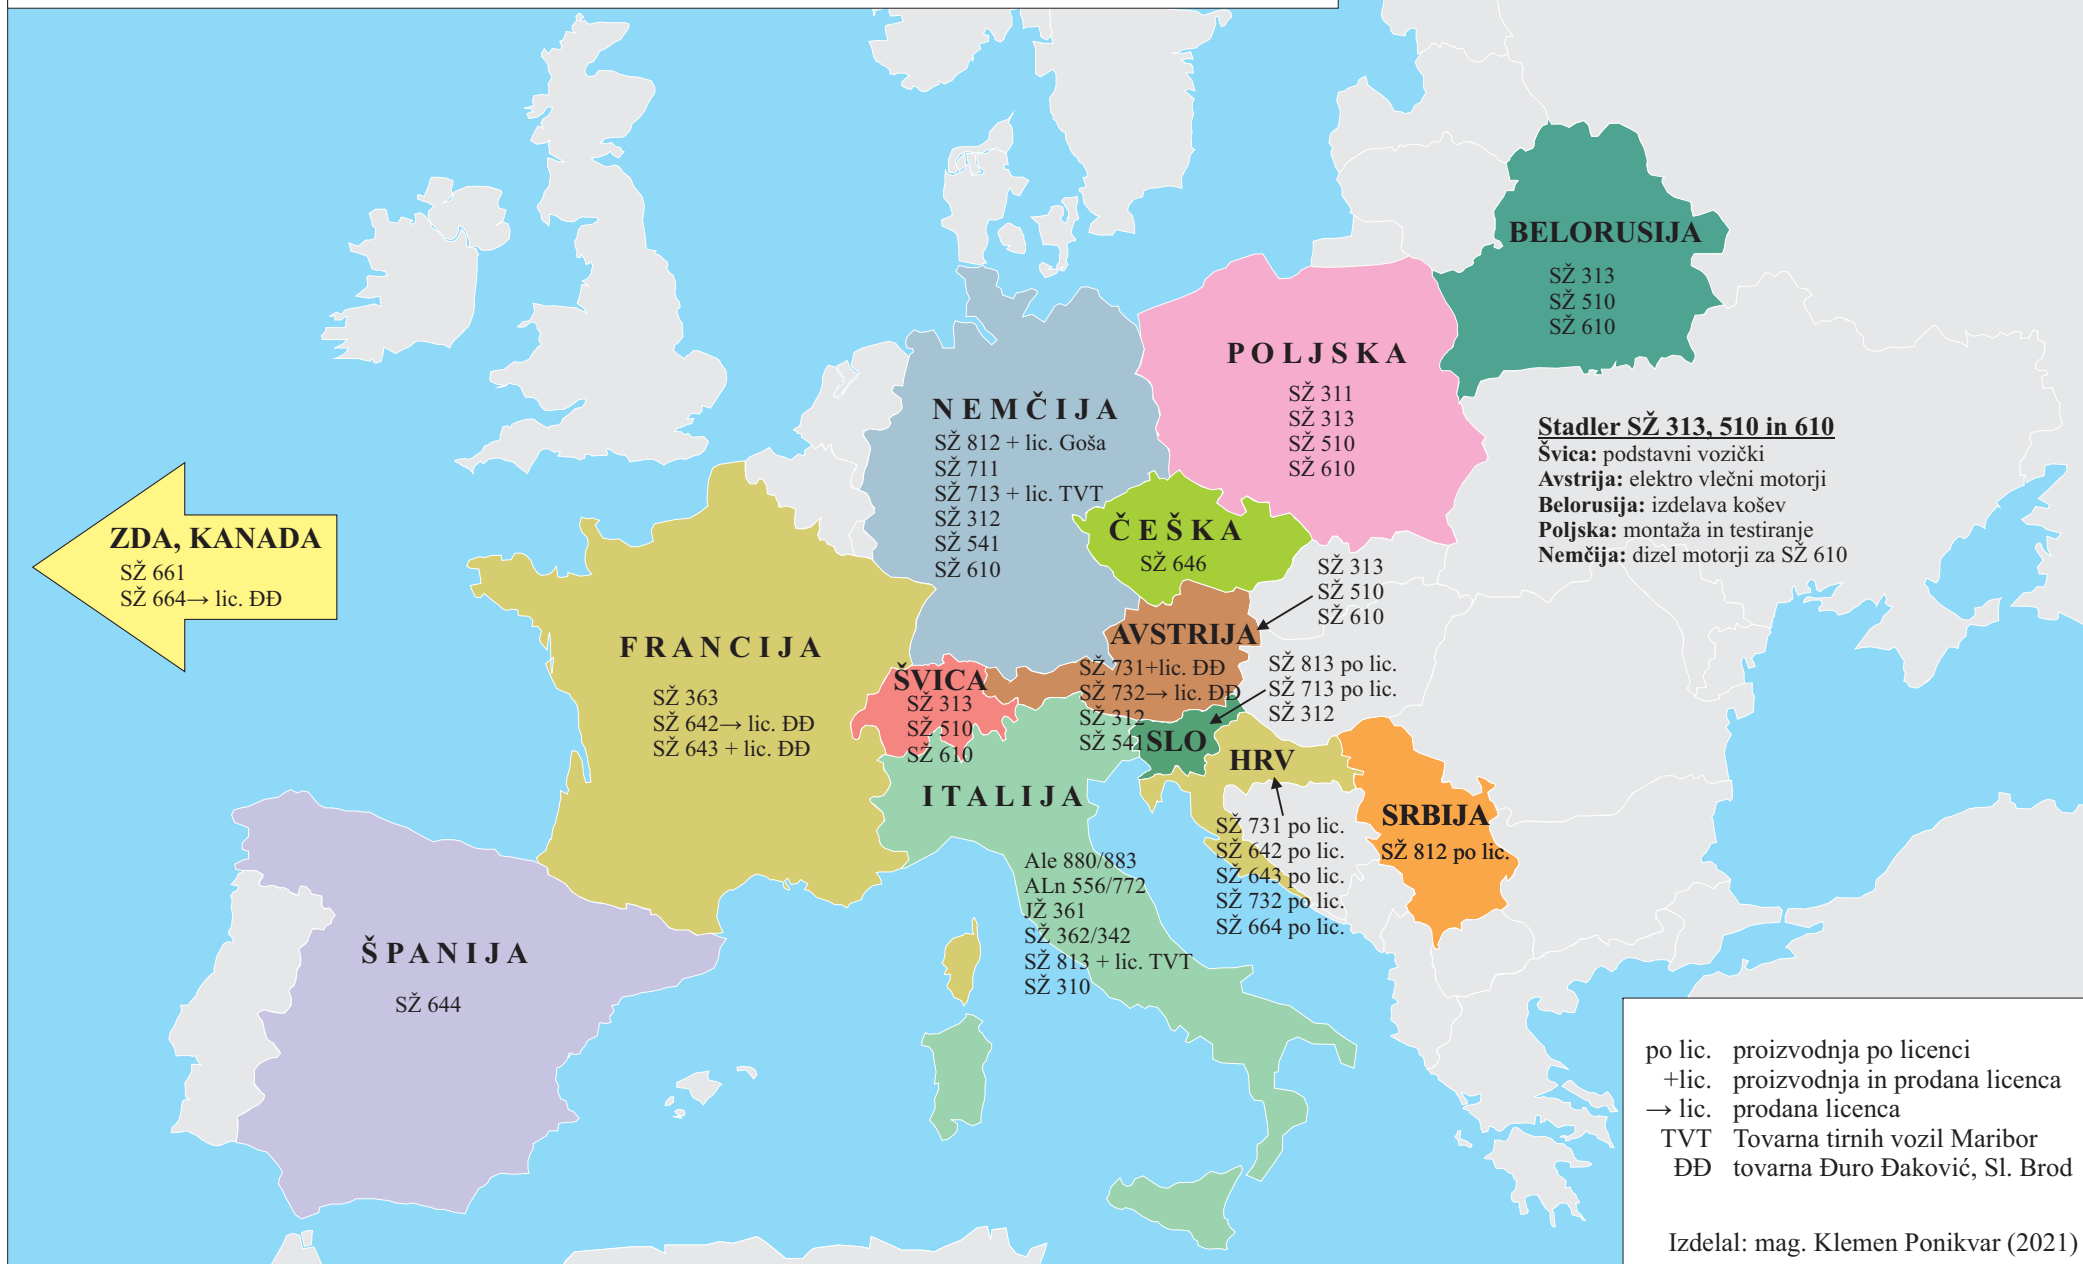 BELORUSIJA
SŽ 313
SŽ 510
SŽ 610
POLJSKA
SŽ 311
SŽ 313
SŽ 510
SŽ 610
NEMČIJA
SŽ 812 + lic. Goša
SŽ 711
SŽ 713 + lic. TVT
SŽ 312
SŽ 541
SŽ 610
Stadler SŽ 313, 510 in 610
Švica: podstavni vozički
Avstrija: elektro vlečni motorji
Belorusija: izdelava košev
Poljska: montaža in testiranje
Nemčija: dizel motorji za SŽ 610
ZDA, KANADA
SŽ 661
SŽ 664→ lic. ĐĐ
ČEŠKA
SŽ 646
SŽ 313
SŽ 510
SŽ 610
FRANCIJA
SŽ 363
SŽ 642→ lic. ĐĐ
SŽ 643 + lic. ĐĐ
AVSTRIJA
SŽ 731+lic. ĐĐ
SŽ 732→ lic. ĐĐ
SŽ 312
SŽ 541
ŠVICA
SŽ 313
SŽ 510
SŽ 610
SŽ 813 po lic.
SŽ 713 po lic.
SŽ 312
SLO
HRV
SŽ 731 po lic.
SŽ 642 po lic.
SŽ 643 po lic.
SŽ 732 po lic.
SŽ 664 po lic.
ITALIJA
Ale 880/883
ALn 556/772
JŽ 361
SŽ 362/342
SŽ 813 + lic. TVT
SŽ 310
SRBIJA
SŽ 812 po lic.
ŠPANIJA
SŽ 644
po lic. proizvodnja po licenci
+lic. proizvodnja in prodana licenca
→ lic. prodana licenca
TVT Tovarna tirnih vozil Maribor
ĐĐ tovarna Đuro Đaković, Sl. Brod
Izdelal: mag. Klemen Ponikvar (2021)